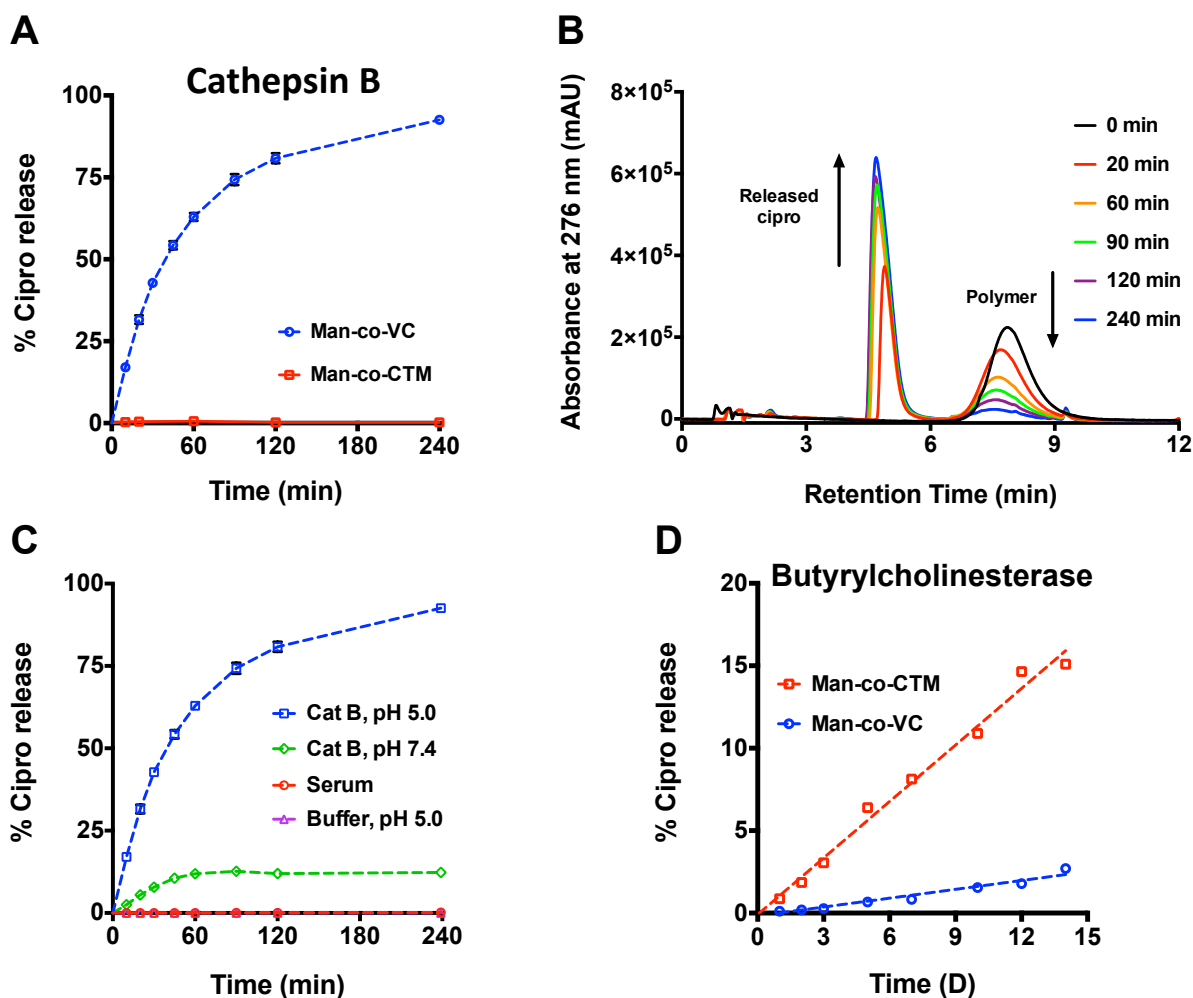 A
Cathepsin B
% Cipro release
100
75
50
25
0
Man-co-VC
Man-co-CTM
0 60 120 180 240
Time (min)
B
Absorbance at 276 nm (mAU)
8×10⁵
6×10⁵
4×10⁵
2×10⁵
0
Released
cipro
Polymer
0 min
20 min
60 min
90 min
120 min
240 min
0 3 6 9 12
Retention Time (min)
C
% Cipro release
100
75
50
25
0
Cat B, pH 5.0
Cat B, pH 7.4
Serum
Buffer, pH 5.0
0 60 120 180 240
Time (min)
D
Butyrylcholinesterase
% Cipro release
20
15
10
5
0
Man-co-CTM
Man-co-VC
0 3 6 9 12 15
Time (D)